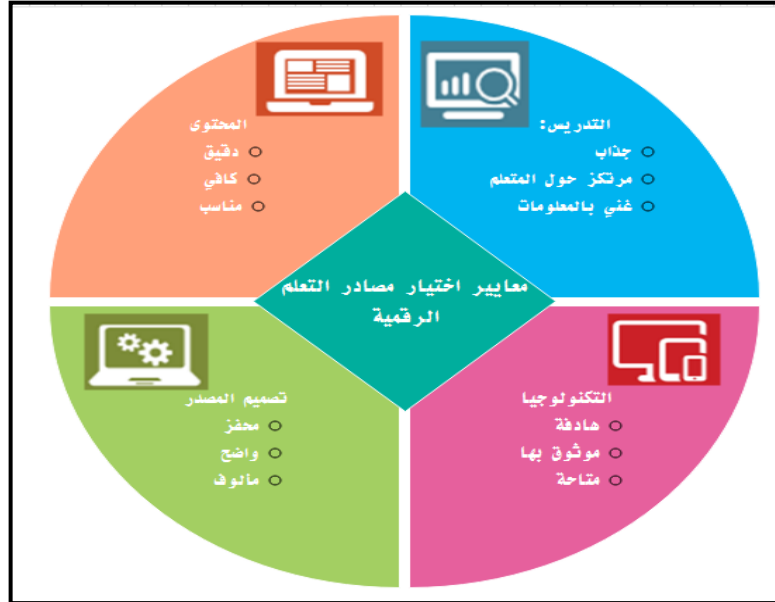 التدريس:
جذاب
مرتكز حول المتعلم
غني بالمعلومات
المحتوى
دقيق
كافي
مناسب
معايير اختيار مصادر التعلم
الرقمية
التكنولوجيا
هادفة
موثوق بها
متاحة
تصميم المصدر
محفز
واضح
مألوف